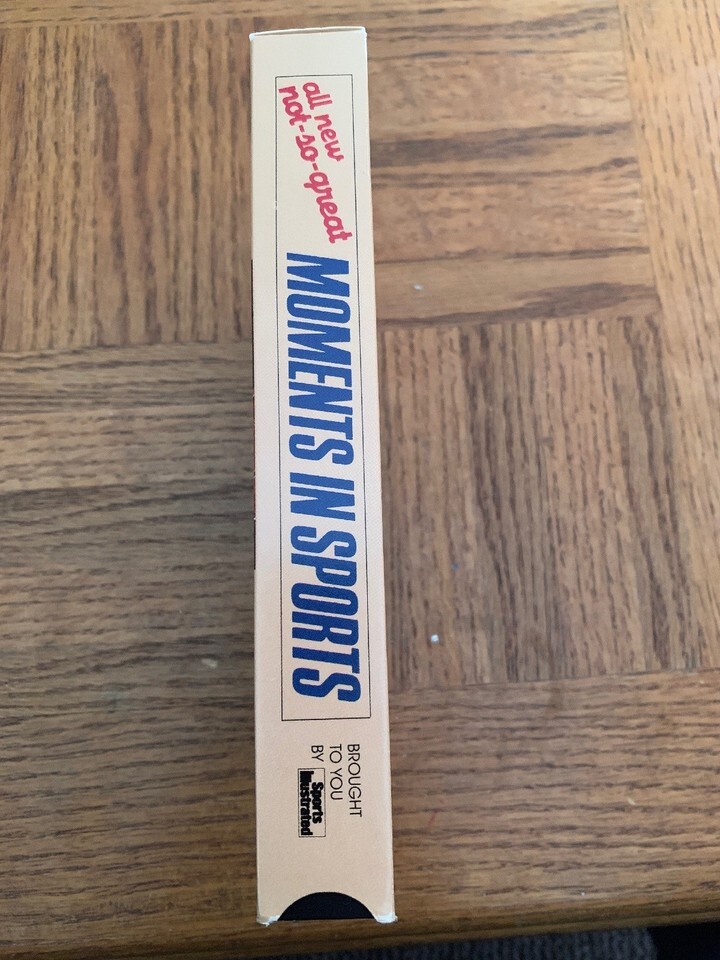 all new
not-so-great
MOMENTS IN SPORTS
BROUGHT
TO YOU
BY Sports
Illustrated